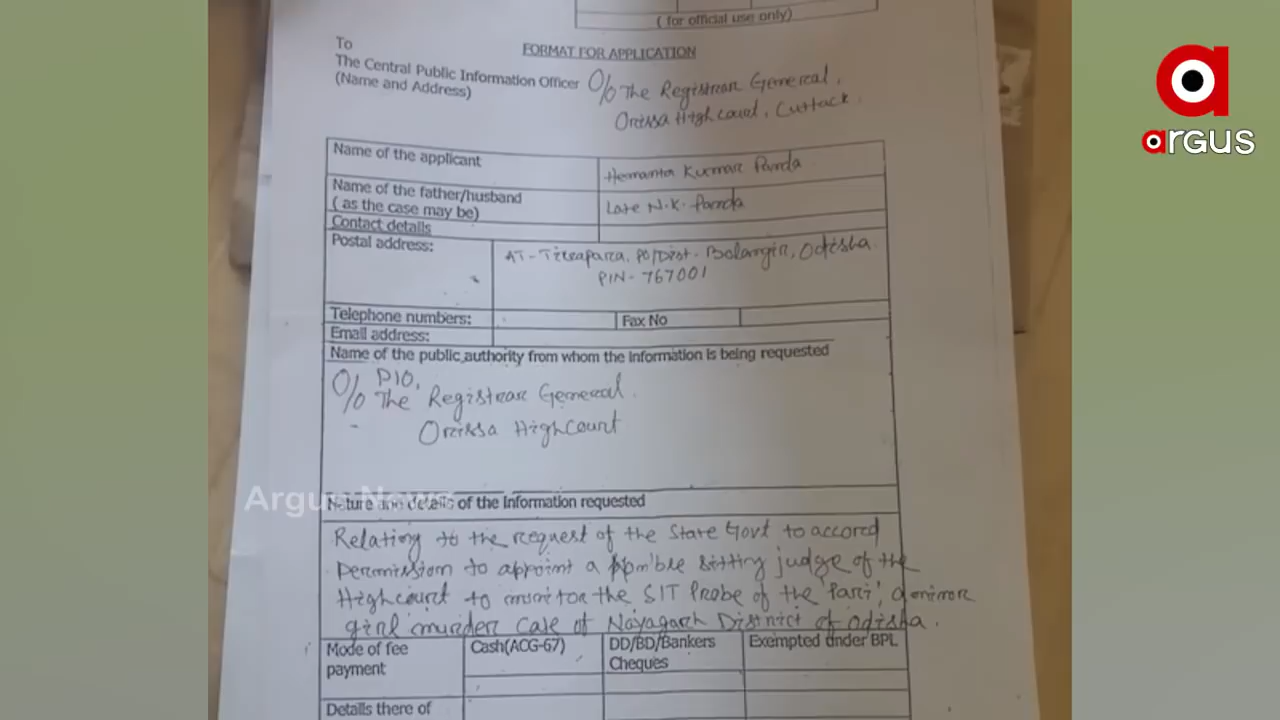 ( for official use only)
FORMAT FOR APPLICATION
To
The Central Public Information Officer O/o The Registrar General,
(Name and Address)
Orissa Highcourt, Cuttack.
argus
Name of the applicant Hemanta Kumar Panda
Name of the father/husband
( as the case may be) Late N.K. Panda
Contact details
Postal address: AT- Tikrapara, PO/Dist- Bolangir, Odisha
PIN- 767001
Telephone numbers: Fax No
Email address:
Name of the public authority from whom the information is being requested
PIO,
O/o The Registrar General.
Orissa Highcourt
Argus News
Nature and details of the Information requested
Relating to the request of the State Govt to accord
permission to appoint a Hon'ble sitting judge of the
Highcourt to monitor the SIT Probe of the 'Pari', a minor
girl murder case of Nayagarh District of Odisha.
Mode of fee payment Cash(ACG-67) DD/BD/Bankers Cheques Exempted under BPL
Details there of